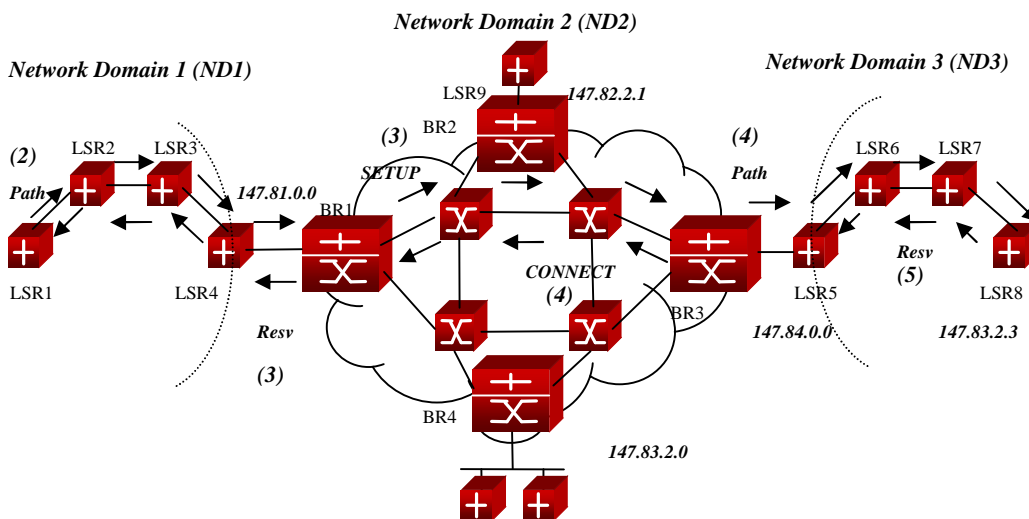 Network Domain 2 (ND2)
Network Domain 1 (ND1)
Network Domain 3 (ND3)
LSR9
147.82.2.1
BR2
(3)
(4)
LSR2
LSR3
LSR6
LSR7
(2)
Path
SETUP
Path
147.81.0.0
BR1
Resv
(5)
CONNECT
(4)
LSR1
LSR4
BR3
LSR5
LSR8
Resv
147.84.0.0
147.83.2.3
(3)
BR4
147.83.2.0